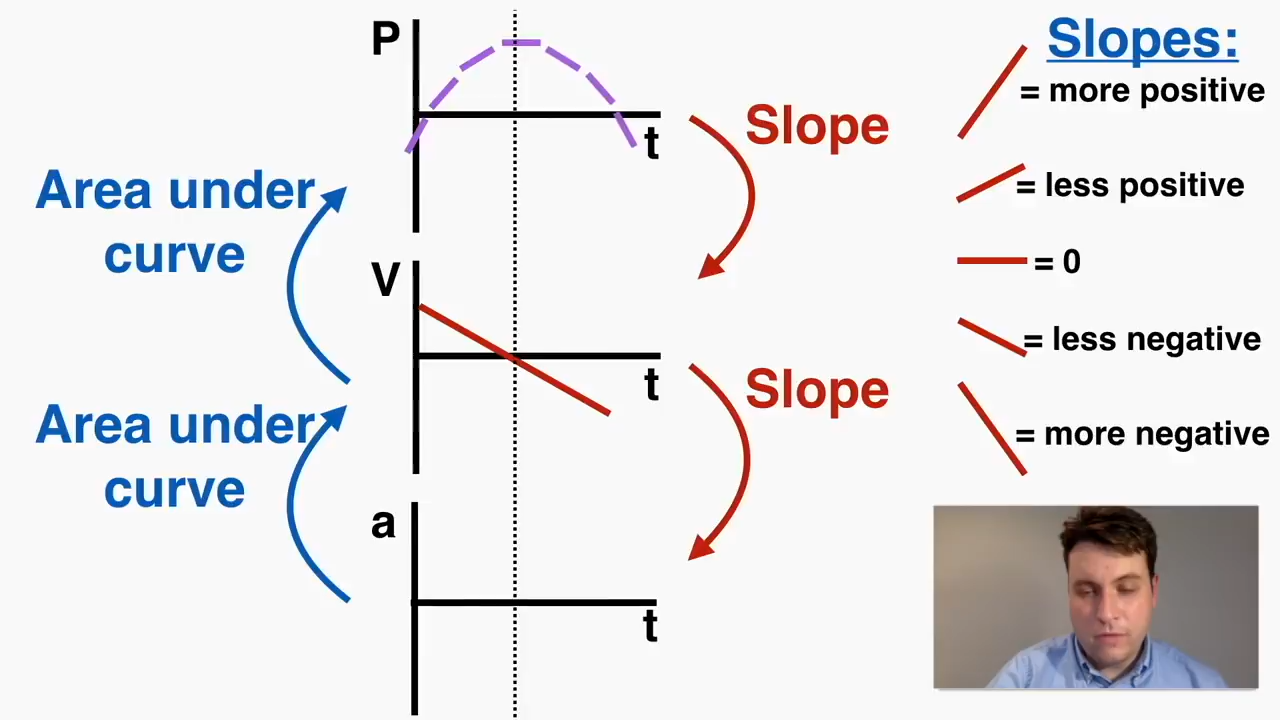 P
t
Slope
Area under
curve
V
t
Slope
Area under
curve
a
t
Slopes:
= more positive
= less positive
= 0
= less negative
= more negative